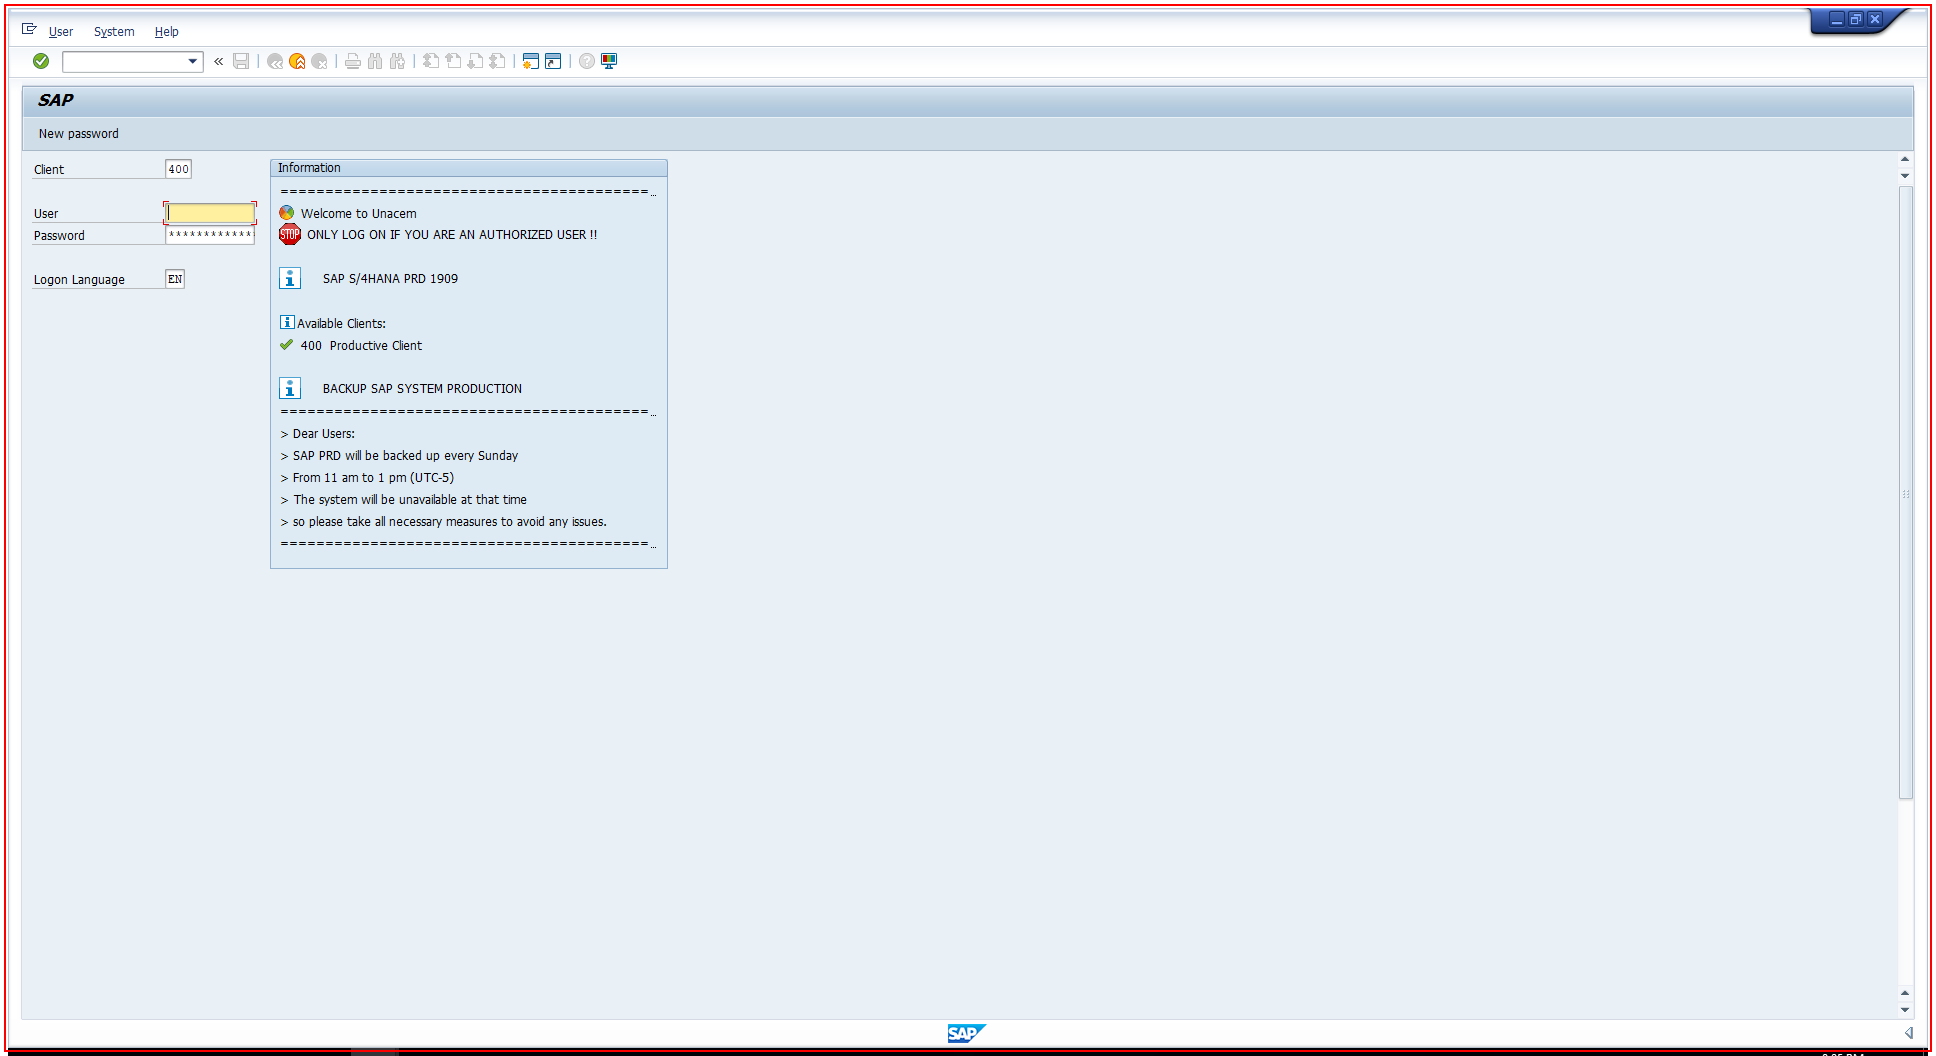 User System Help
SAP
New password
Client 400
User
Password *************
Logon Language EN
Information
=========================================...
Welcome to Unacem
STOP ONLY LOG ON IF YOU ARE AN AUTHORIZED USER !!
SAP S/4HANA PRD 1909
Available Clients:
400 Productive Client
BACKUP SAP SYSTEM PRODUCTION
=========================================...
> Dear Users:
> SAP PRD will be backed up every Sunday
> From 11 am to 1 pm (UTC-5)
> The system will be unavailable at that time
> so please take all necessary measures to avoid any issues.
=========================================...
SAP